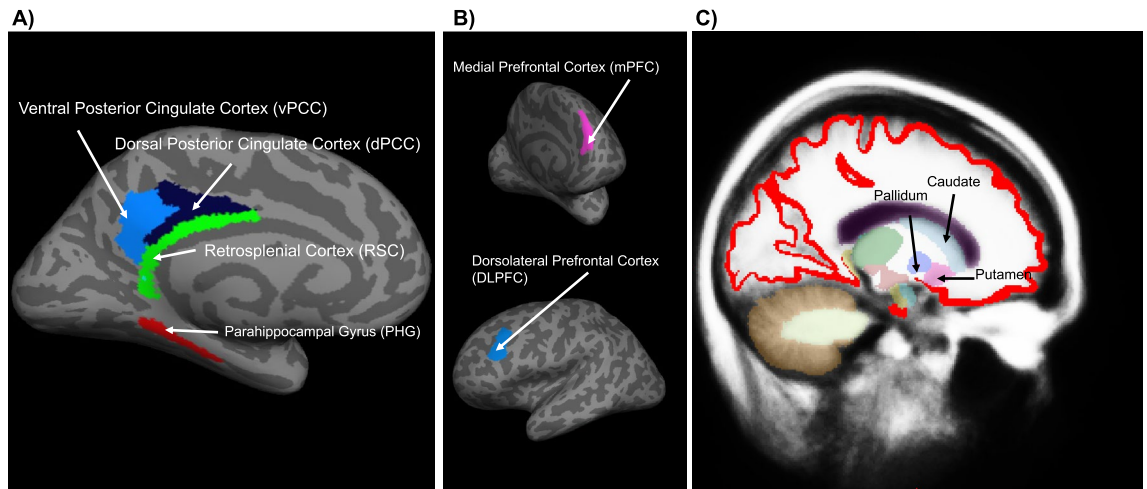 A)
Ventral Posterior Cingulate Cortex (vPCC)
Dorsal Posterior Cingulate Cortex (dPCC)
Retrosplenial Cortex (RSC)
Parahippocampal Gyrus (PHG)
B)
Medial Prefrontal Cortex (mPFC)
Dorsolateral Prefrontal Cortex
(DLPFC)
C)
Caudate
Pallidum
Putamen